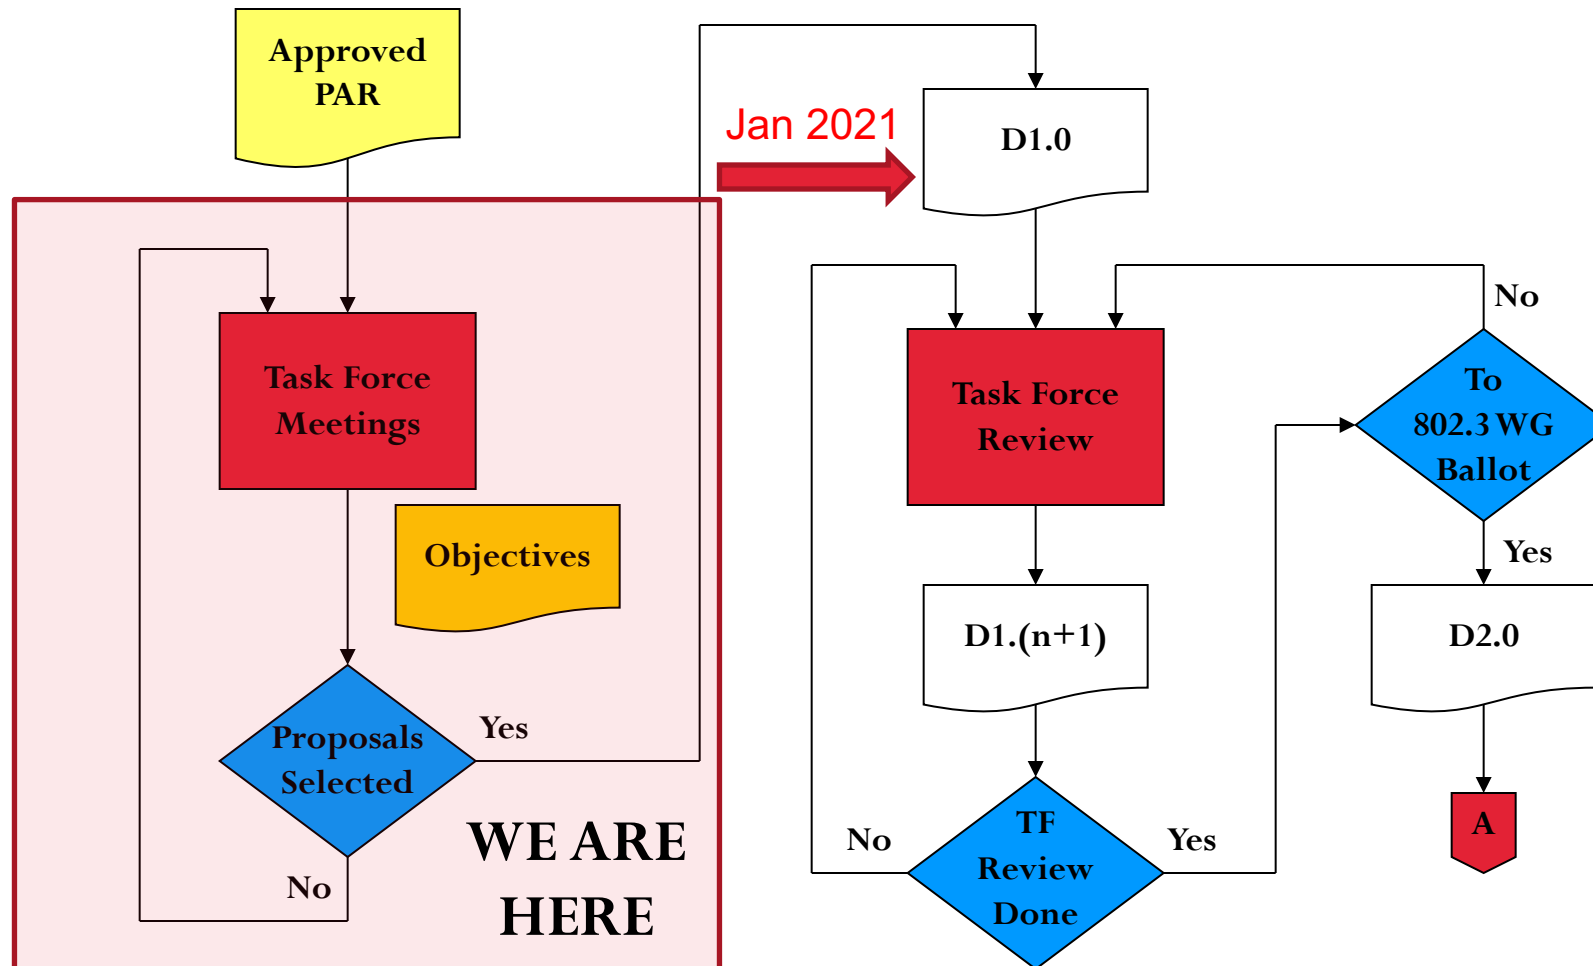 Approved
PAR
Task Force
Meetings
Objectives
Proposals
Selected
Yes
No
WE ARE
HERE
Jan 2021
D1.0
Task Force
Review
D1.(n+1)
TF
Review
Done
No
Yes
To
802.3 WG
Ballot
No
Yes
D2.0
A